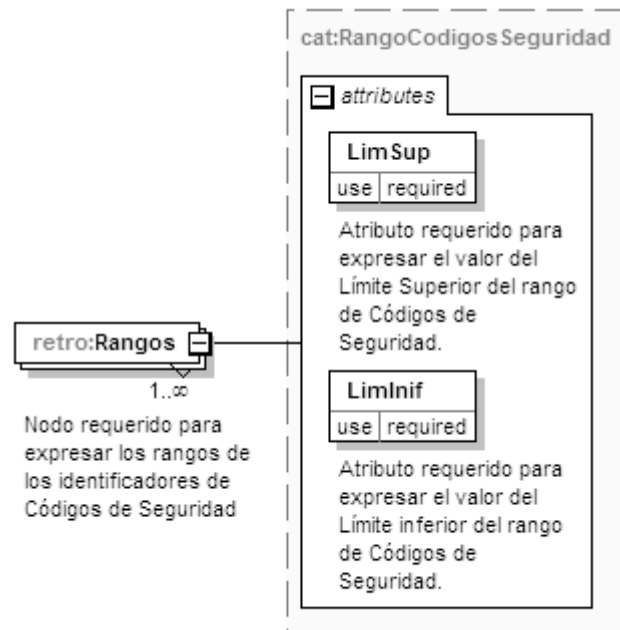 cat:RangoCodigosSeguridad
attributes
LimSup
use required
Atributo requerido para
expresar el valor del
Límite Superior del rango
de Códigos de
Seguridad.
retro:Rangos
1..∞
Nodo requerido para
expresar los rangos de
los identificadores de
Códigos de Seguridad
LimInif
use required
Atributo requerido para
expresar el valor del
Límite inferior del rango
de Códigos de
Seguridad.